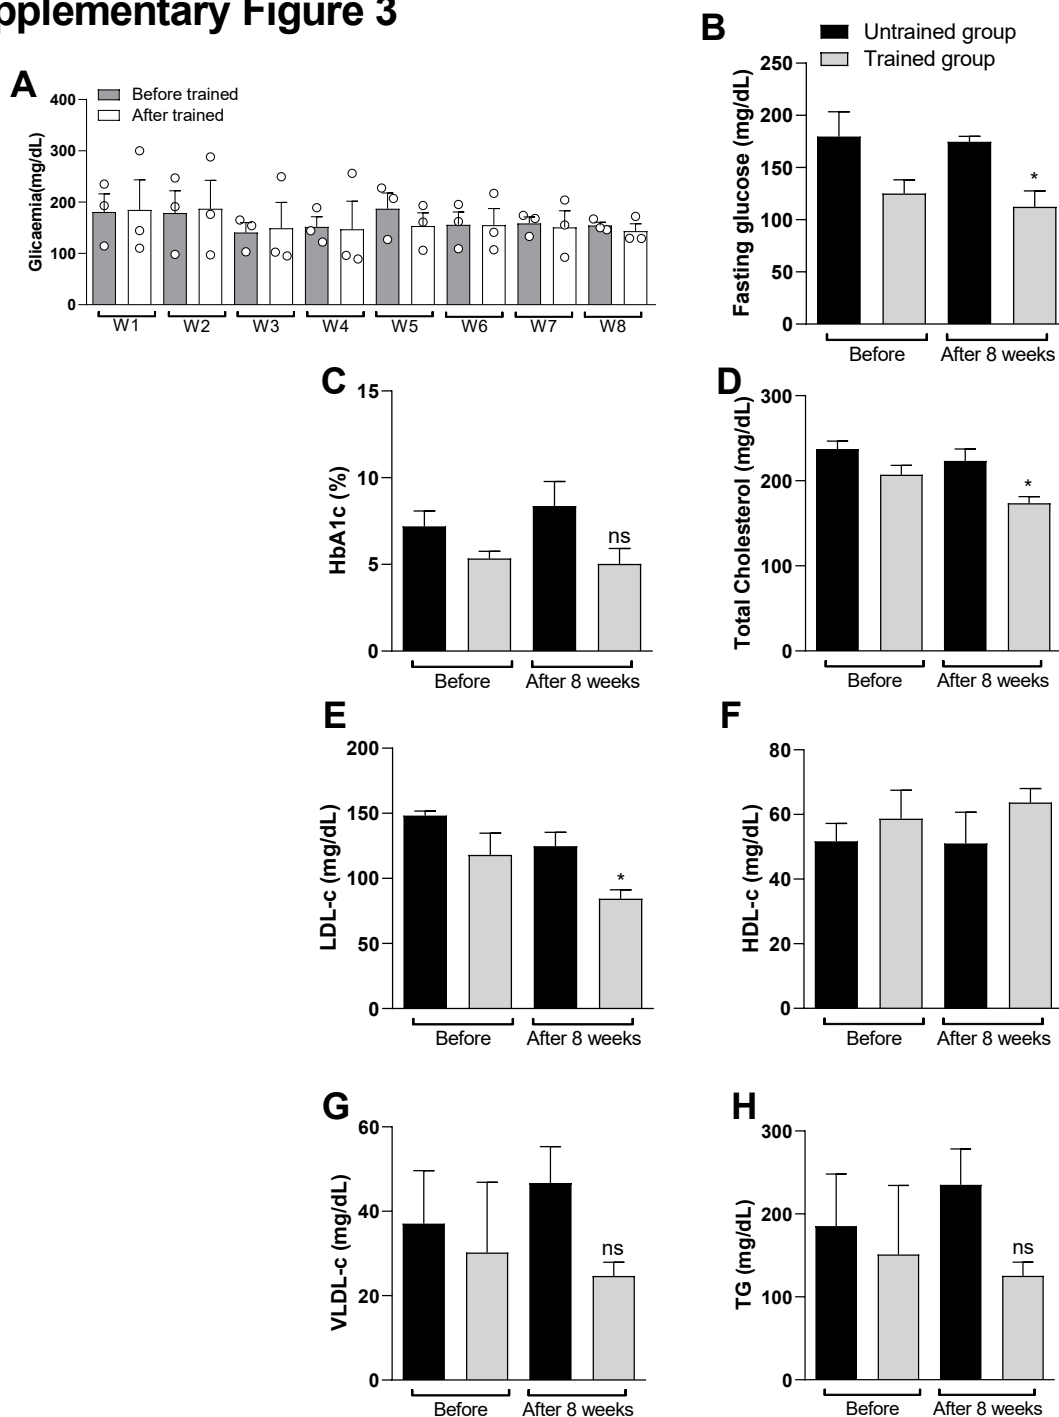 pplementary Figure 3
A
Before trained
After trained
Glicaemia(mg/dL)
400
300
200
100
0
W1 W2 W3 W4 W5 W6 W7 W8
B
Untrained group
Trained group
Fasting glucose (mg/dL)
250
200
150
100
50
0
*
Before After 8 weeks
C
HbA1c (%)
15
10
5
0
ns
Before After 8 weeks
D
Total Cholesterol (mg/dL)
300
200
100
0
*
Before After 8 weeks
E
LDL-c (mg/dL)
200
150
100
50
0
*
Before After 8 weeks
F
HDL-c (mg/dL)
80
60
40
20
0
Before After 8 weeks
G
VLDL-c (mg/dL)
60
40
20
0
ns
Before After 8 weeks
H
TG (mg/dL)
300
200
100
0
ns
Before After 8 weeks